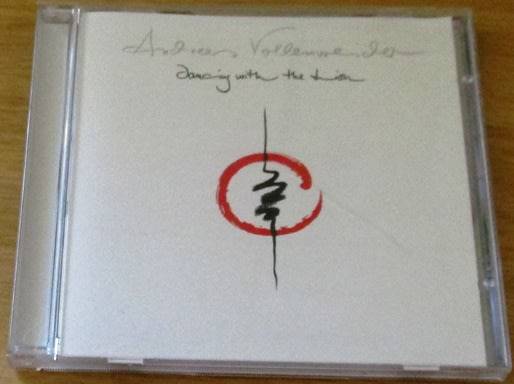 Andreas Vollenweider
dancing with the lion